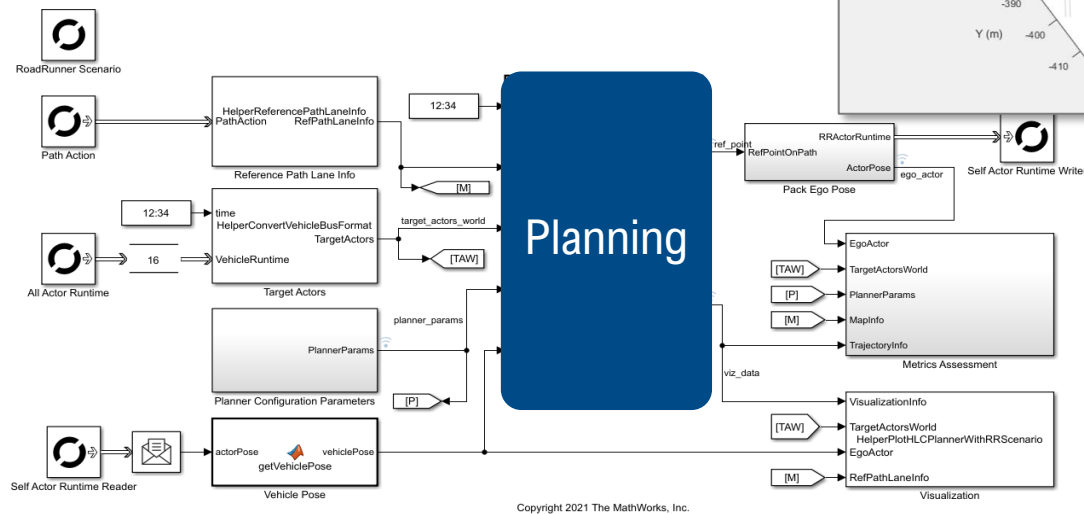 -390
Y (m)
-400
-410
RoadRunner Scenario
Path Action
HelperReferencePathLaneInfo
PathAction
RefPathLaneInfo
Reference Path Lane Info
[M]
12:34
12:34
time
HelperConvertVehicleBusFormat
TargetActors
VehicleRuntime
Target Actors
16
All Actor Runtime
target_actors_world
[TAW]
PlannerParams
Planner Configuration Parameters
planner_params
[P]
Self Actor Runtime Reader
actorPose
vehiclePose
getVehiclePose
Vehicle Pose
Planning
ref_point
RRActorRuntime
RefPointOnPath
ActorPose
Pack Ego Pose
ego_actor
Self Actor Runtime Writer
EgoActor
[TAW]
TargetActorsWorld
[P]
PlannerParams
[M]
MapInfo
TrajectoryInfo
Metrics Assessment
viz_data
VisualizationInfo
[TAW]
TargetActorsWorld
HelperPlotHLCPlannerWithRRScenario
EgoActor
[M]
RefPathLaneInfo
Visualization
Copyright 2021 The MathWorks, Inc.